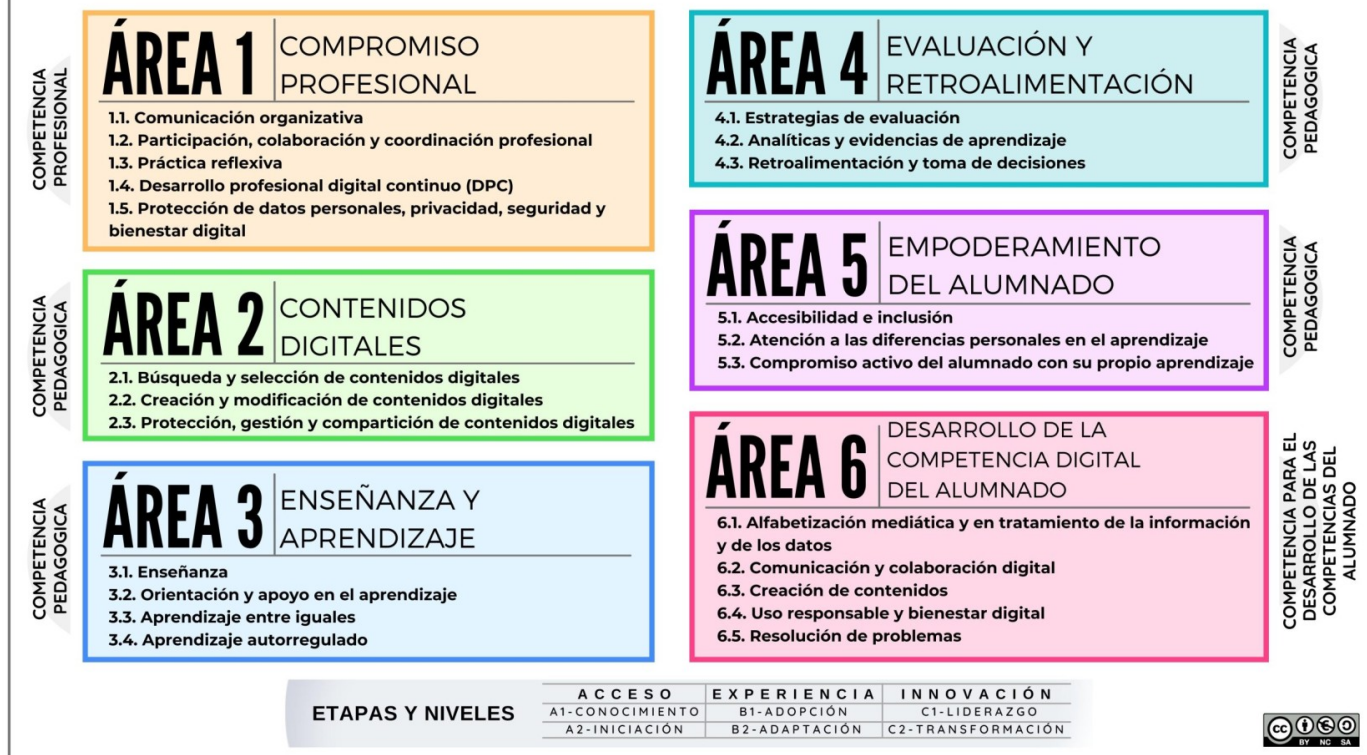 COMPETENCIA
PROFESIONAL
ÁREA 1
COMPROMISO
PROFESIONAL
1.1. Comunicación organizativa
1.2. Participación, colaboración y coordinación profesional
1.3. Práctica reflexiva
1.4. Desarrollo profesional digital continuo (DPC)
1.5. Protección de datos personales, privacidad, seguridad y
bienestar digital
COMPETENCIA
PEDAGOGICA
ÁREA 2
CONTENIDOS
DIGITALES
2.1. Búsqueda y selección de contenidos digitales
2.2. Creación y modificación de contenidos digitales
2.3. Protección, gestión y compartición de contenidos digitales
COMPETENCIA
PEDAGOGICA
ÁREA 3
ENSEÑANZA Y
APRENDIZAJE
3.1. Enseñanza
3.2. Orientación y apoyo en el aprendizaje
3.3. Aprendizaje entre iguales
3.4. Aprendizaje autorregulado
ÁREA 4
EVALUACIÓN Y
RETROALIMENTACIÓN
4.1. Estrategias de evaluación
4.2. Analíticas y evidencias de aprendizaje
4.3. Retroalimentación y toma de decisiones
COMPETENCIA
PEDAGOGICA
ÁREA 5
EMPODERAMIENTO
DEL ALUMNADO
5.1. Accesibilidad e inclusión
5.2. Atención a las diferencias personales en el aprendizaje
5.3. Compromiso activo del alumnado con su propio aprendizaje
COMPETENCIA
PEDAGOGICA
ÁREA 6
DESARROLLO DE LA
COMPETENCIA DIGITAL
DEL ALUMNADO
6.1. Alfabetización mediática y en tratamiento de la información
y de los datos
6.2. Comunicación y colaboración digital
6.3. Creación de contenidos
6.4. Uso responsable y bienestar digital
6.5. Resolución de problemas
COMPETENCIA PARA EL
DESARROLLO DE LAS
COMPETENCIAS DEL
ALUMNADO
ETAPAS Y NIVELES
ACCESO EXPERIENCIA INNOVACIÓN
A1-CONOCIMIENTO B1-ADOPCIÓN C1-LIDERAZGO
A2-INICIACIÓN B2-ADAPTACIÓN C2-TRANSFORMACIÓN
cc
BY NC SA